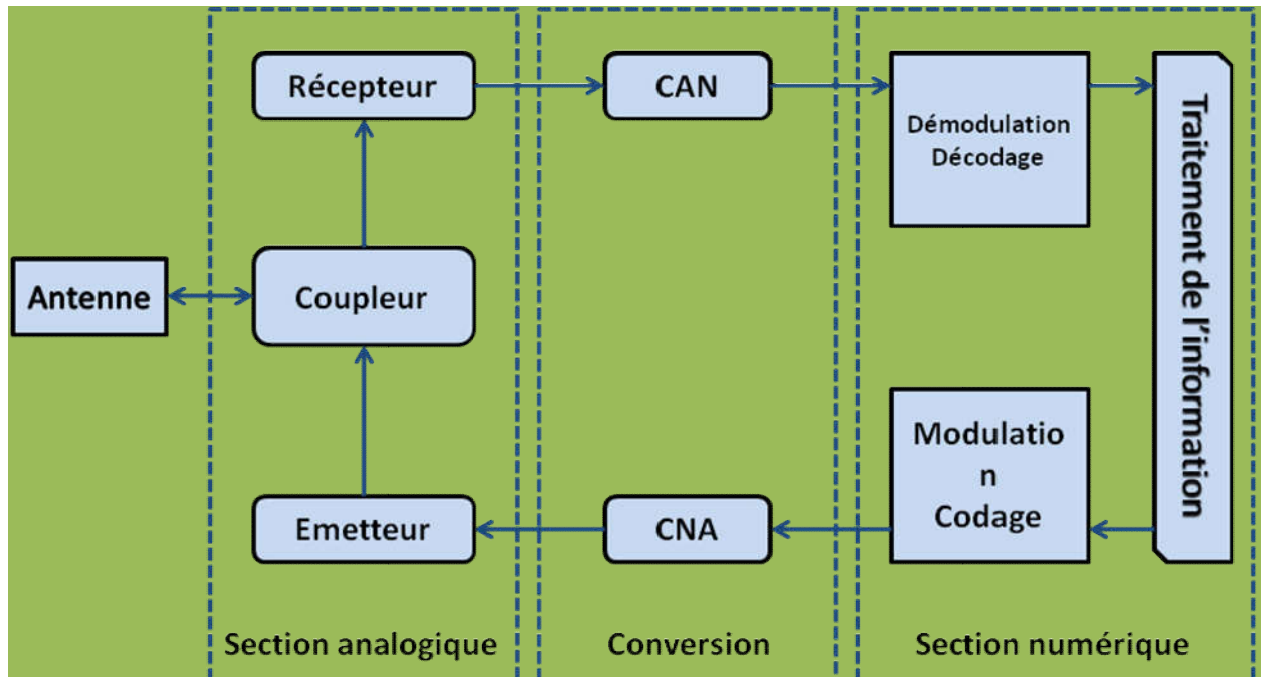 Récepteur
CAN
Démodulation
Décodage
Traitement de l'information
Antenne
Coupleur
Modulatio
n
Codage
Emetteur
CNA
Section analogique
Conversion
Section numérique